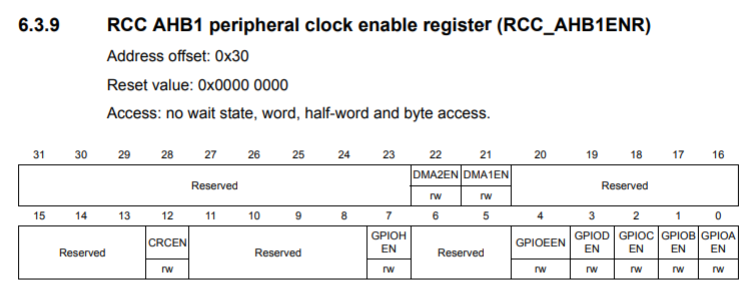 6.3.9 RCC AHB1 peripheral clock enable register (RCC_AHB1ENR)
Address offset: 0x30
Reset value: 0x0000 0000
Access: no wait state, word, half-word and byte access.
31 30 29 28 27 26 25 24 23 22 21 20 19 18 17 16
Reserved DMA2EN DMA1EN Reserved
rw rw
15 14 13 12 11 10 9 8 7 6 5 4 3 2 1 0
Reserved CRCEN Reserved GPIOH EN Reserved GPIOEEN GPIOD EN GPIOC EN GPIOB EN GPIOA EN
rw rw rw rw rw rw rw